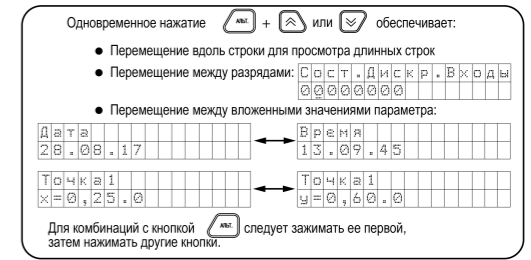 Одновременное нажатие АЛЬТ. + или обеспечивает:
● Перемещение вдоль строки для просмотра длинных строк
● Перемещение между разрядами: Сост.Дискр.Входы
00000000
● Перемещение между вложенными значениями параметра:
Дата Время
28.08.17 13.09.45
Точка1 Точка1
x=0,25.0 y=0,60.0
Для комбинаций с кнопкой АЛЬТ. следует зажимать ее первой,
затем нажимать другие кнопки.